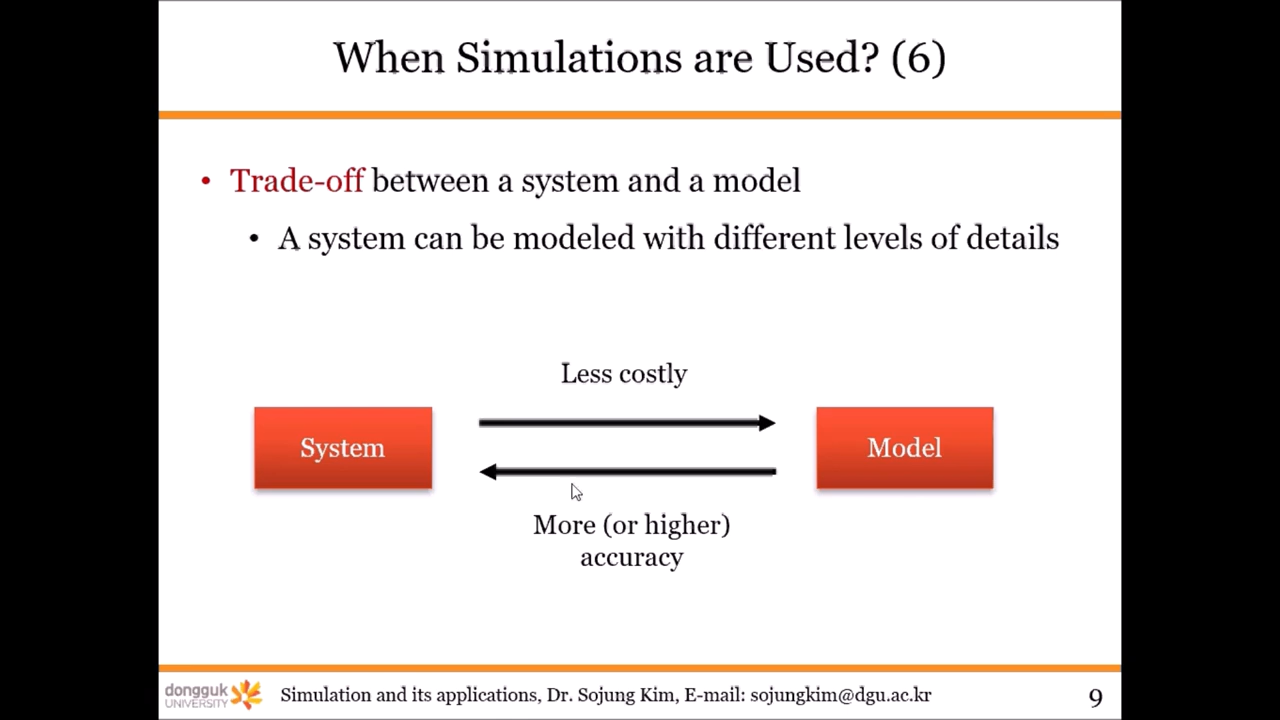 When Simulations are Used? (6)
• Trade-off between a system and a model
• A system can be modeled with different levels of details
Less costly
System
Model
More (or higher)
accuracy
dongguk
UNIVERSITY
Simulation and its applications, Dr. Sojung Kim, E-mail: sojungkim@dgu.ac.kr
9